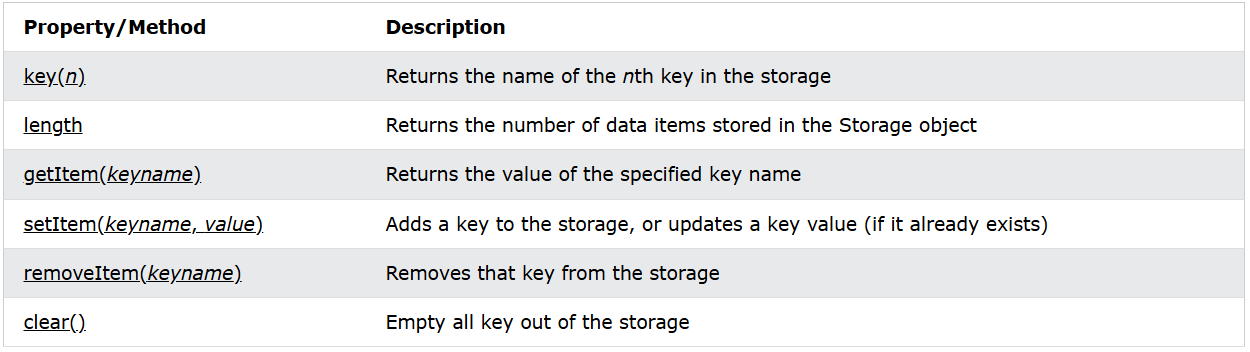 Property/Method Description
key(n) Returns the name of the nth key in the storage
length Returns the number of data items stored in the Storage object
getItem(keyname) Returns the value of the specified key name
setItem(keyname, value) Adds a key to the storage, or updates a key value (if it already exists)
removeItem(keyname) Removes that key from the storage
clear() Empty all key out of the storage